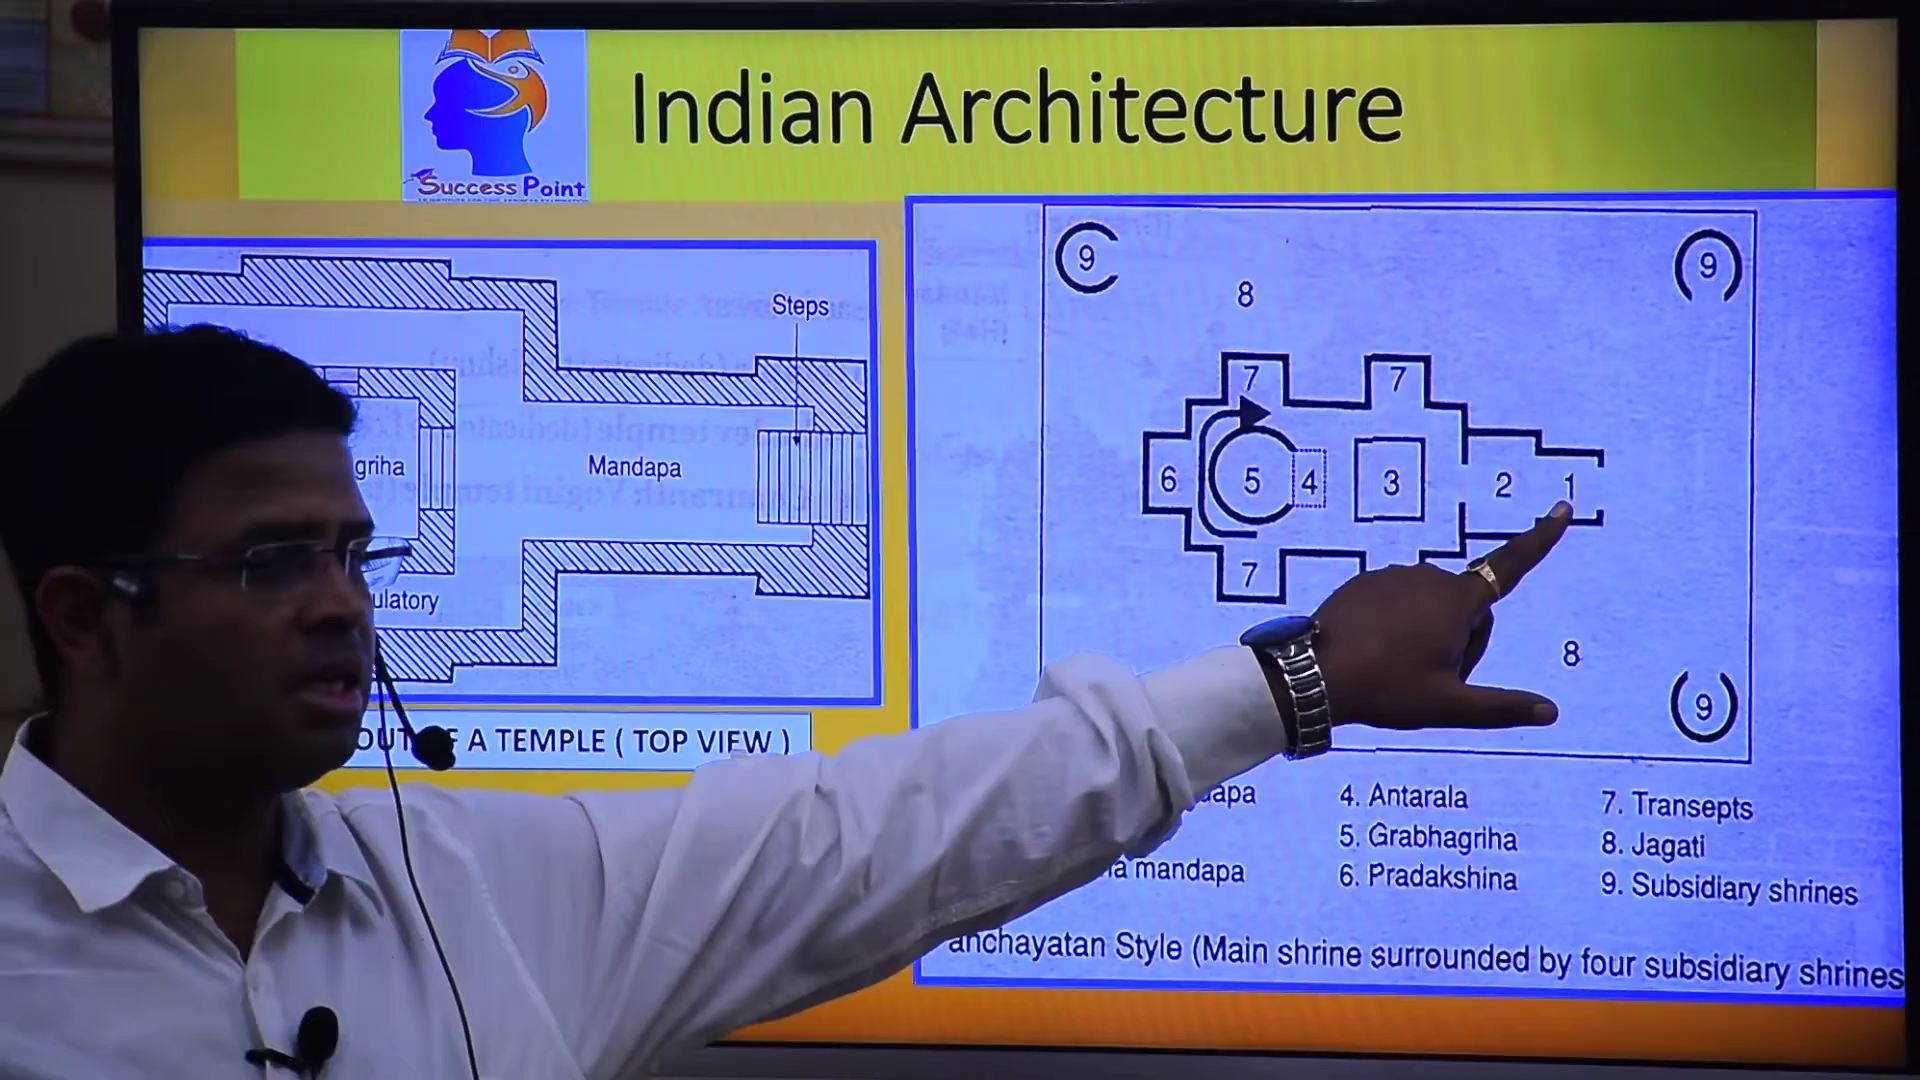 Success Point
Indian Architecture
Steps
griha
Mandapa
ulatory
OUT OF A TEMPLE ( TOP VIEW )
9
9
8
7
7
6
5
4
3
2
1
7
8
9
apa
4. Antarala
7. Transepts
5. Grabhagriha
8. Jagati
a mandapa
6. Pradakshina
9. Subsidiary shrines
anchayatan Style (Main shrine surrounded by four subsidiary shrines